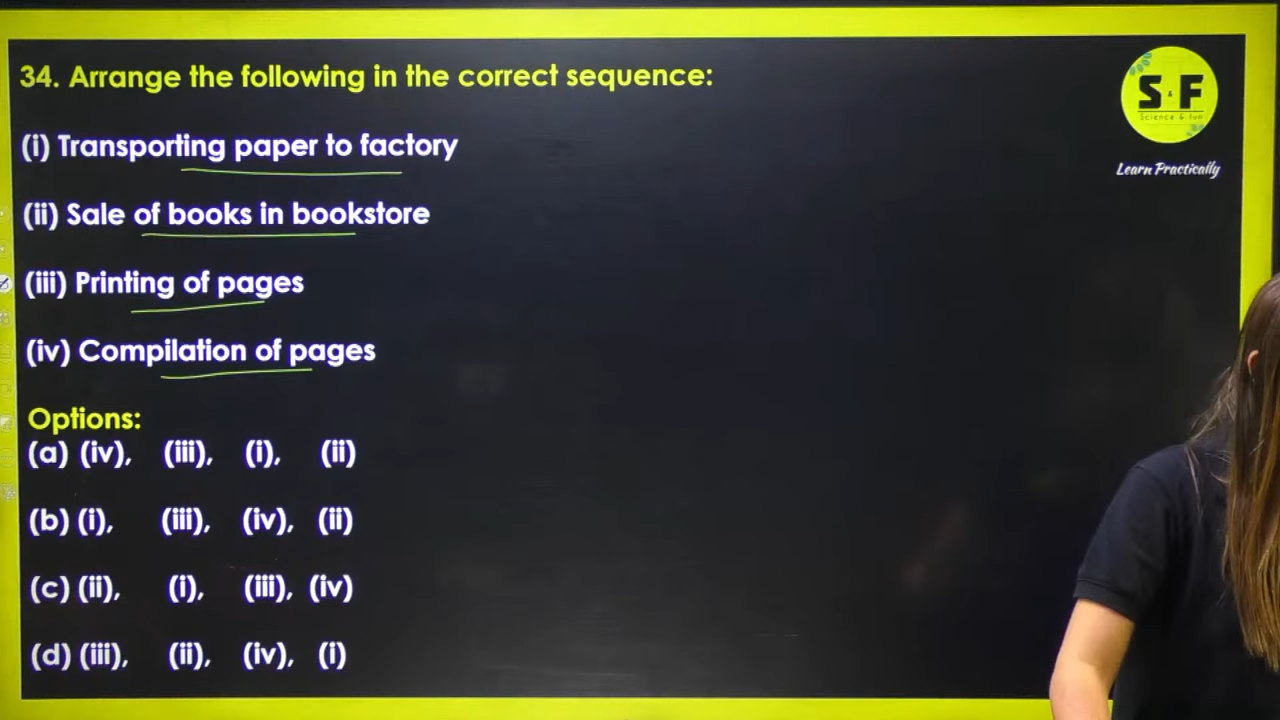 34. Arrange the following in the correct sequence:
(i) Transporting paper to factory
(ii) Sale of books in bookstore
(iii) Printing of pages
(iv) Compilation of pages
Options:
(a) (iv), (iii), (i), (ii)
(b) (i), (iii), (iv), (ii)
(c) (ii), (i), (iii), (iv)
(d) (iii), (ii), (iv), (i)
S & F
Science & fun
Learn Practically